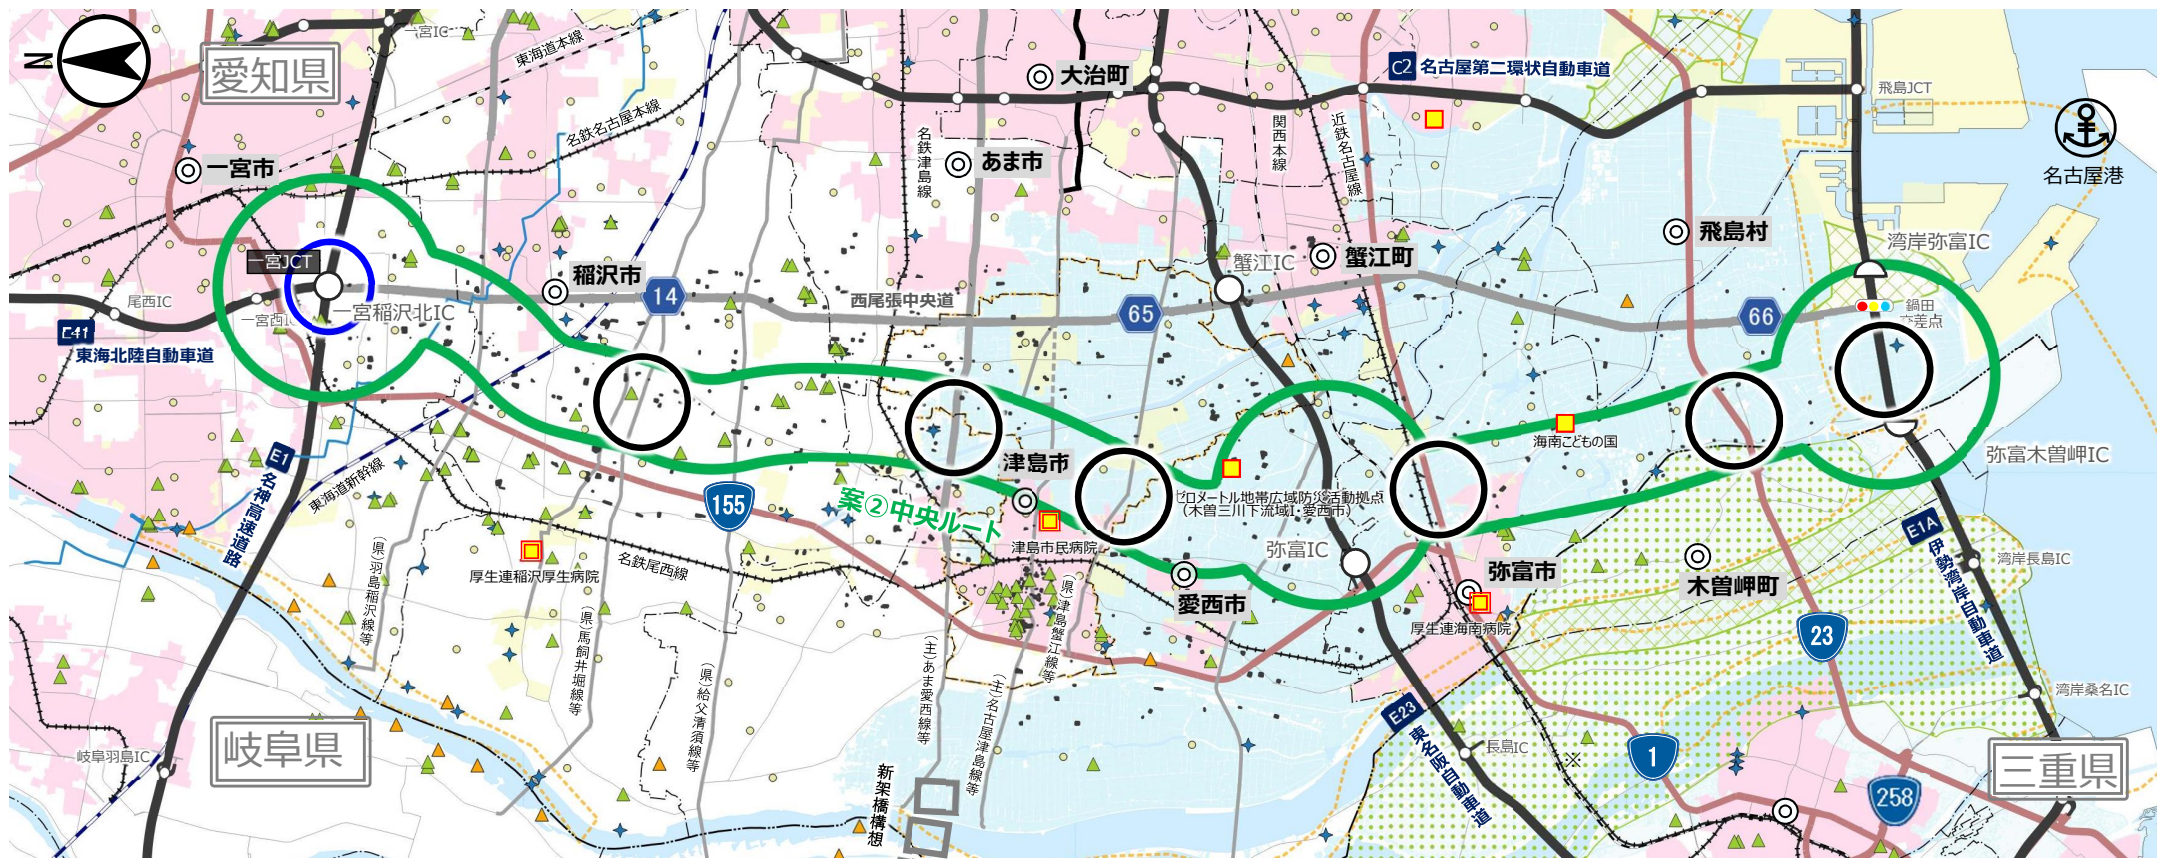 N
愛知県
一宮IC
東海道本線
名鉄名古屋本線
一宮市
大治町
C2 名古屋第二環状自動車道
飛島JCT
名古屋港
名鉄津島線
あま市
関西本線
近鉄名古屋線
飛島村
湾岸弥富IC
蟹江IC
蟹江町
一宮JCT
稲沢市
14
西尾張中央道
65
66
鍋田
交差点
尾西IC
一宮西IC
一宮稲沢北IC
E41
東海北陸自動車道
海南こどもの国
津島市
弥富木曽岬IC
E1
名神高速道路
東海道新幹線
155
案②中央ルート
ゼロメートル地帯広域防災活動拠点
（木曽三川下流域Ⅰ・愛西市）
E1A
伊勢湾岸自動車道
湾岸長島IC
津島市民病院
弥富IC
厚生連稲沢厚生病院
名鉄尾西線
愛西市
弥富市
厚生連海南病院
木曽岬町
23
(県)羽島稲沢線等
(県)馬飼井堀線等
(県)給父清須線等
(主)あま愛西線等
(県)津島蟹江線等
(主)名古屋津島線等
湾岸桑名IC
E23
東名阪自動車道
長島IC
※
1
258
岐阜羽島IC
岐阜県
新架橋構想
三重県